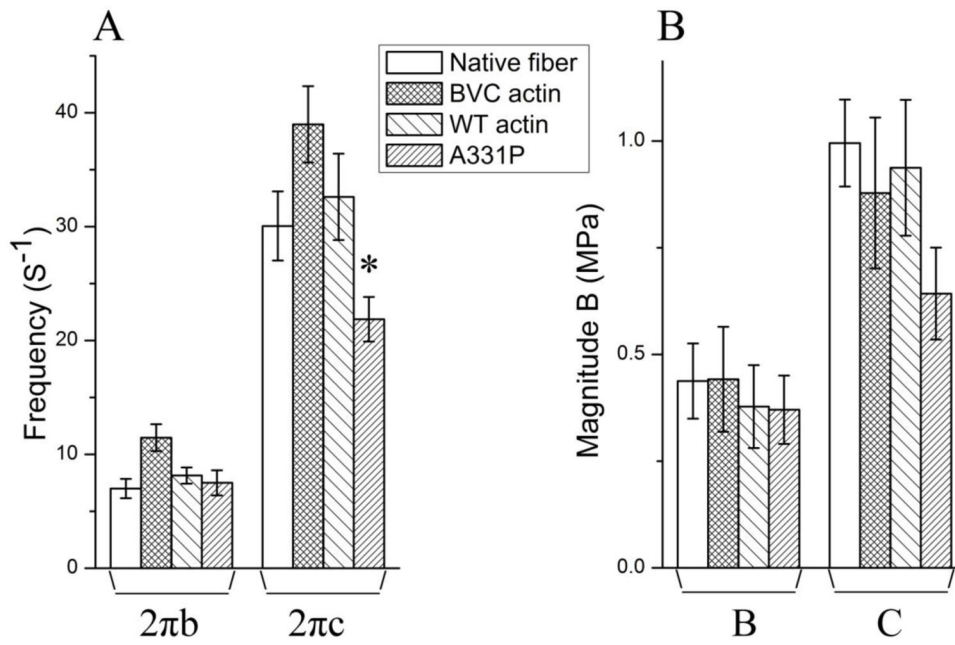 A
B
Native fiber
BVC actin
WT actin
A331P
Frequency (S⁻¹)
40
30
20
10
0
*
2πb
2πc
Magnitude B (MPa)
1.0
0.5
0.0
B
C